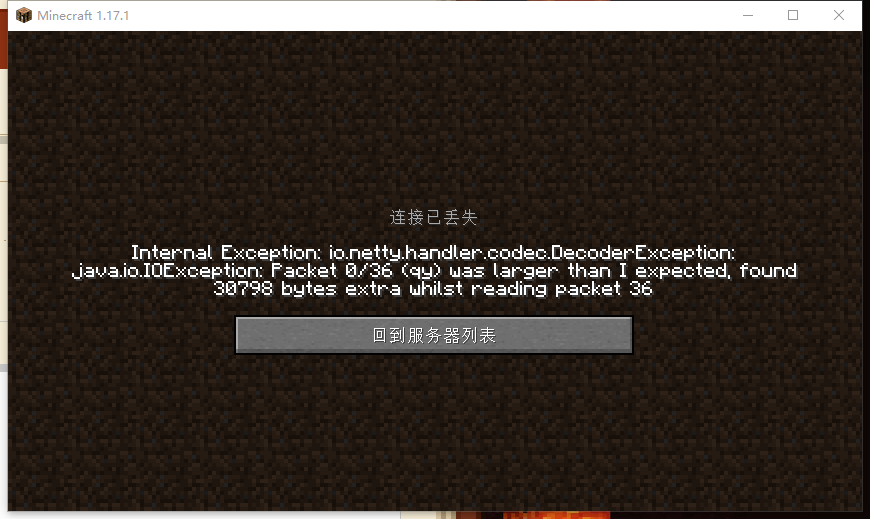 Minecraft 1.17.1
连接已丢失
Internal Exception: io.netty.handler.codec.DecoderException:
java.io.IOException: Packet 0/36 (qy) was larger than I expected, found
30798 bytes extra whilst reading packet 36
回到服务器列表